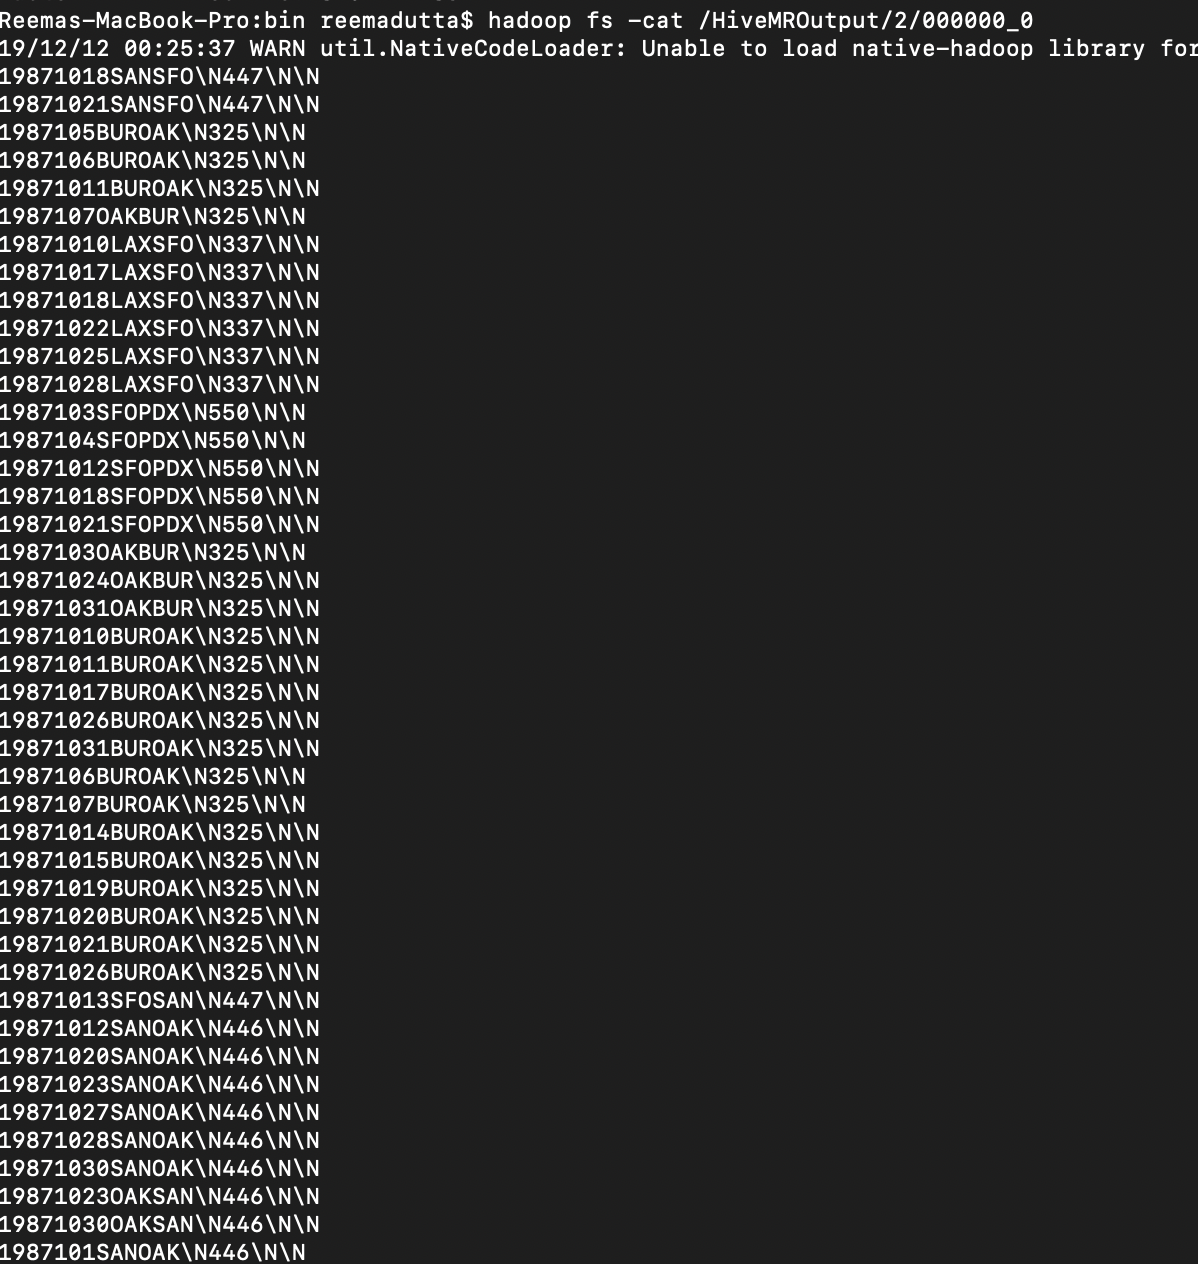 Reemas-MacBook-Pro:bin reemadutta$ hadoop fs -cat /HiveMROutput/2/000000_0
19/12/12 00:25:37 WARN util.NativeCodeLoader: Unable to load native-hadoop library for
19871018SANSFO\N447\N\N
19871021SANSFO\N447\N\N
1987105BUROAK\N325\N\N
1987106BUROAK\N325\N\N
19871011BUROAK\N325\N\N
1987107OAKBUR\N325\N\N
19871010LAXSFO\N337\N\N
19871017LAXSFO\N337\N\N
19871018LAXSFO\N337\N\N
19871022LAXSFO\N337\N\N
19871025LAXSFO\N337\N\N
19871028LAXSFO\N337\N\N
1987103SFOPDX\N550\N\N
1987104SFOPDX\N550\N\N
19871012SFOPDX\N550\N\N
19871018SFOPDX\N550\N\N
19871021SFOPDX\N550\N\N
1987103OAKBUR\N325\N\N
19871024OAKBUR\N325\N\N
19871031OAKBUR\N325\N\N
19871010BUROAK\N325\N\N
19871011BUROAK\N325\N\N
19871017BUROAK\N325\N\N
19871026BUROAK\N325\N\N
19871031BUROAK\N325\N\N
1987106BUROAK\N325\N\N
1987107BUROAK\N325\N\N
19871014BUROAK\N325\N\N
19871015BUROAK\N325\N\N
19871019BUROAK\N325\N\N
19871020BUROAK\N325\N\N
19871021BUROAK\N325\N\N
19871026BUROAK\N325\N\N
19871013SFOSAN\N447\N\N
19871012SANOAK\N446\N\N
19871020SANOAK\N446\N\N
19871023SANOAK\N446\N\N
19871027SANOAK\N446\N\N
19871028SANOAK\N446\N\N
19871030SANOAK\N446\N\N
19871023OAKSAN\N446\N\N
19871030OAKSAN\N446\N\N
1987101SANOAK\N446\N\N